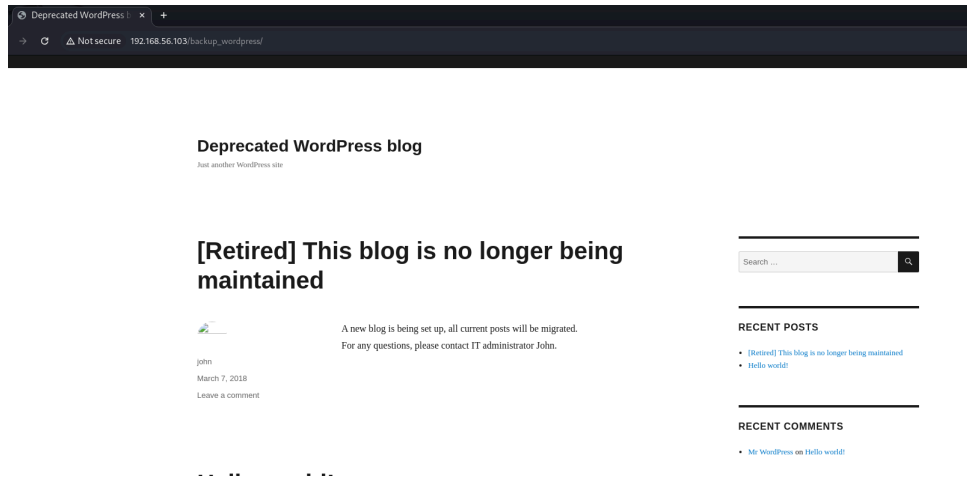 Deprecated WordPress b
Not secure 192.168.56.103/backup_wordpress/
Deprecated WordPress blog
Just another WordPress site
[Retired] This blog is no longer being
maintained
A new blog is being set up, all current posts will be migrated.
For any questions, please contact IT administrator John.
john
March 7, 2018
Leave a comment
Search …
RECENT POSTS
[Retired] This blog is no longer being maintained
Hello world!
RECENT COMMENTS
Mr WordPress on Hello world!